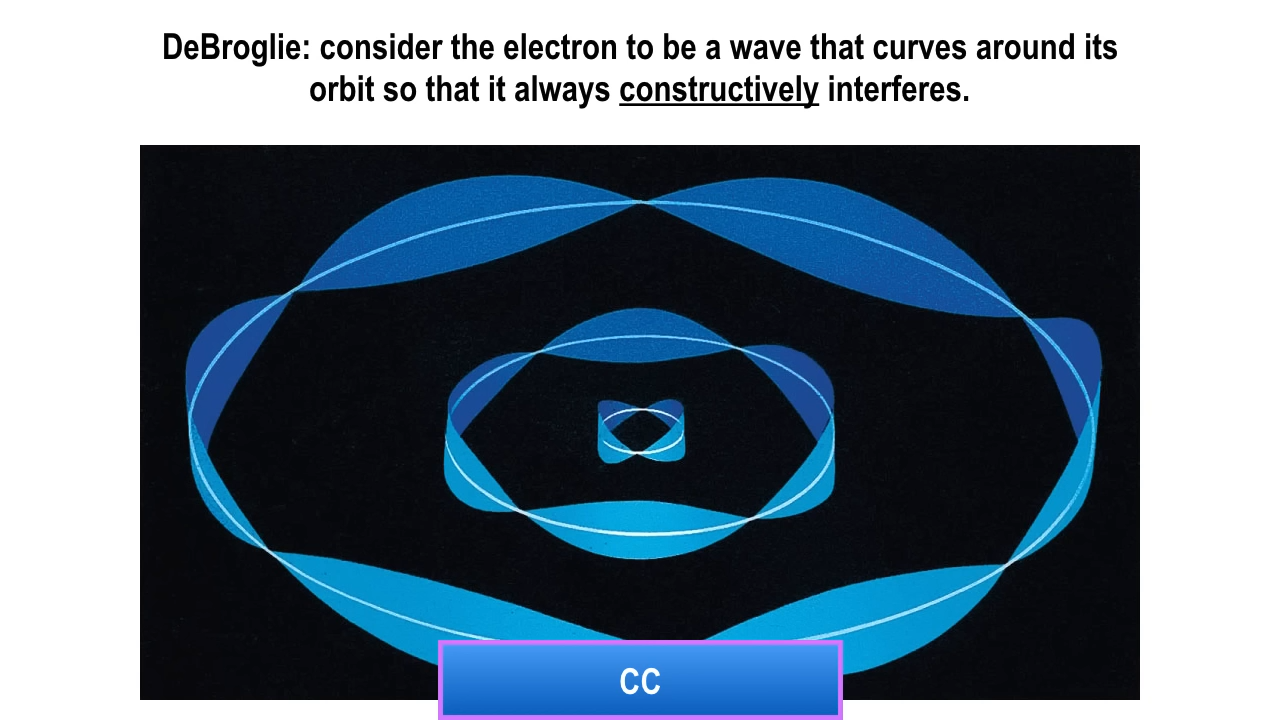 DeBroglie: consider the electron to be a wave that curves around its
orbit so that it always constructively interferes.
CC